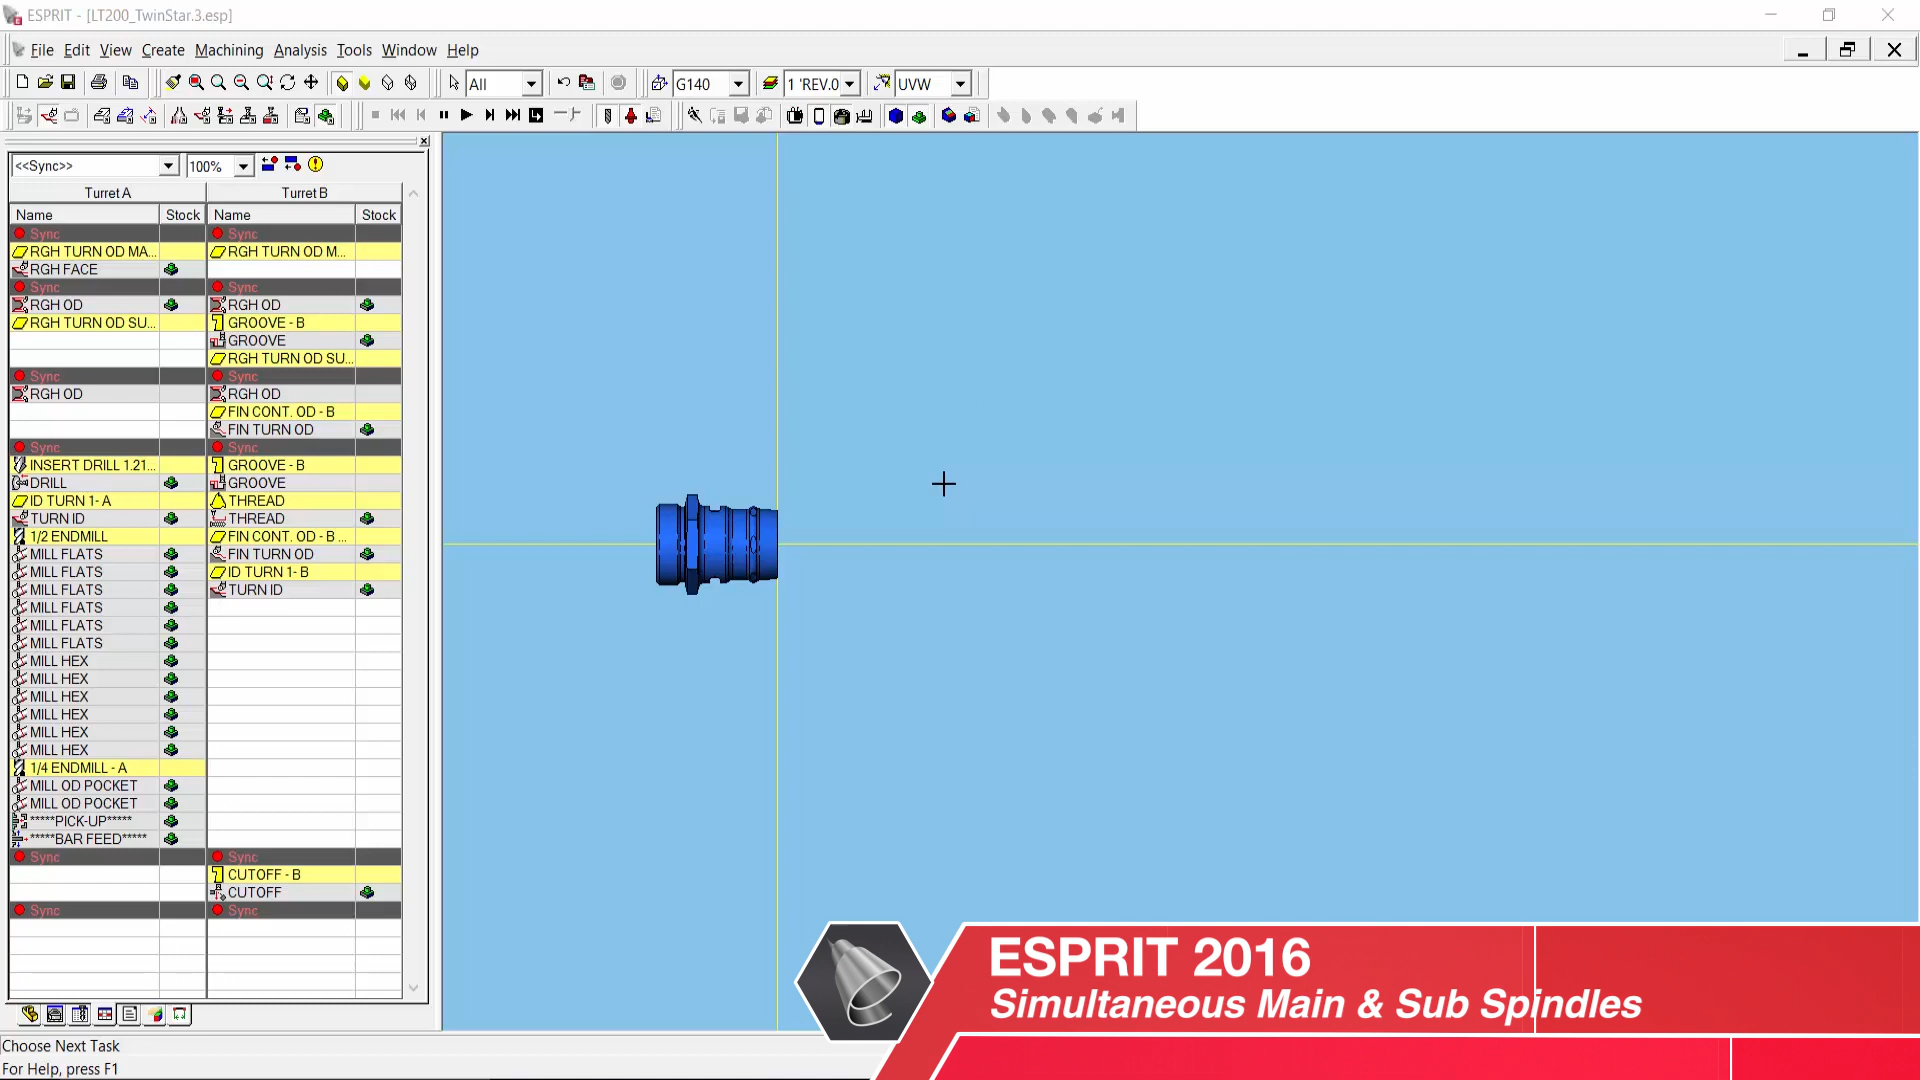 ESPRIT - [LT200_TwinStar.3.esp]
File Edit View Create Machining Analysis Tools Window Help
All G140 1 'REV.0 UVW
<<Sync>> 100%
Turret A Turret B
Name Stock Name Stock
Sync Sync
RGH TURN OD MA... RGH TURN OD M...
RGH FACE
Sync Sync
RGH OD RGH OD
RGH TURN OD SU... GROOVE - B
GROOVE
RGH TURN OD SU...
Sync Sync
RGH OD RGH OD
FIN CONT. OD - B
FIN TURN OD
Sync Sync
INSERT DRILL 1.21... GROOVE - B
DRILL GROOVE
ID TURN 1- A THREAD
TURN ID THREAD
1/2 ENDMILL FIN CONT. OD - B ...
MILL FLATS FIN TURN OD
MILL FLATS ID TURN 1- B
MILL FLATS TURN ID
MILL FLATS
MILL FLATS
MILL FLATS
MILL HEX
MILL HEX
MILL HEX
MILL HEX
MILL HEX
MILL HEX
1/4 ENDMILL - A
MILL OD POCKET
MILL OD POCKET
*****PICK-UP*****
*****BAR FEED*****
Sync Sync
CUTOFF - B
CUTOFF
Sync Sync
ESPRIT 2016
Simultaneous Main & Sub Spindles
Choose Next Task
For Help, press F1